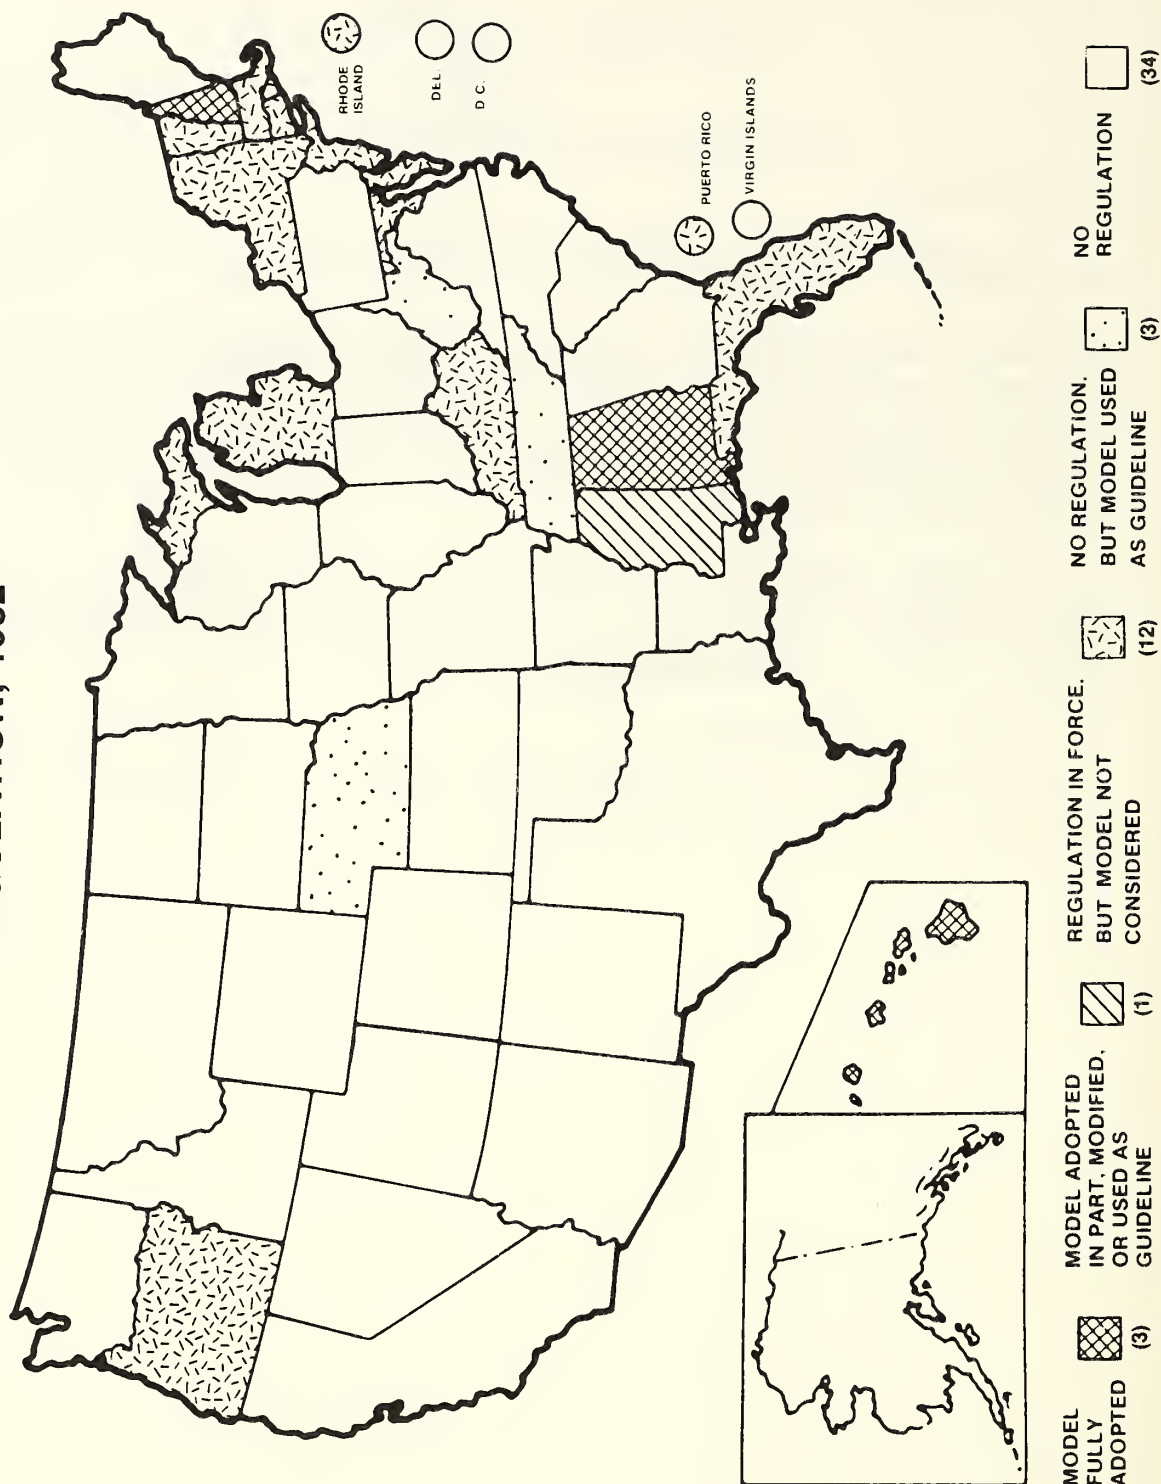 RHODE
ISLAND
DEL.
D C.
PUERTO RICO
VIRGIN ISLANDS
MODEL
FULLY
ADOPTED
(3)
MODEL ADOPTED
IN PART, MODIFIED,
OR USED AS
GUIDELINE
(1)
REGULATION IN FORCE.
BUT MODEL NOT
CONSIDERED
(12)
NO REGULATION.
BUT MODEL USED
AS GUIDELINE
(3)
NO
REGULATION
(34)